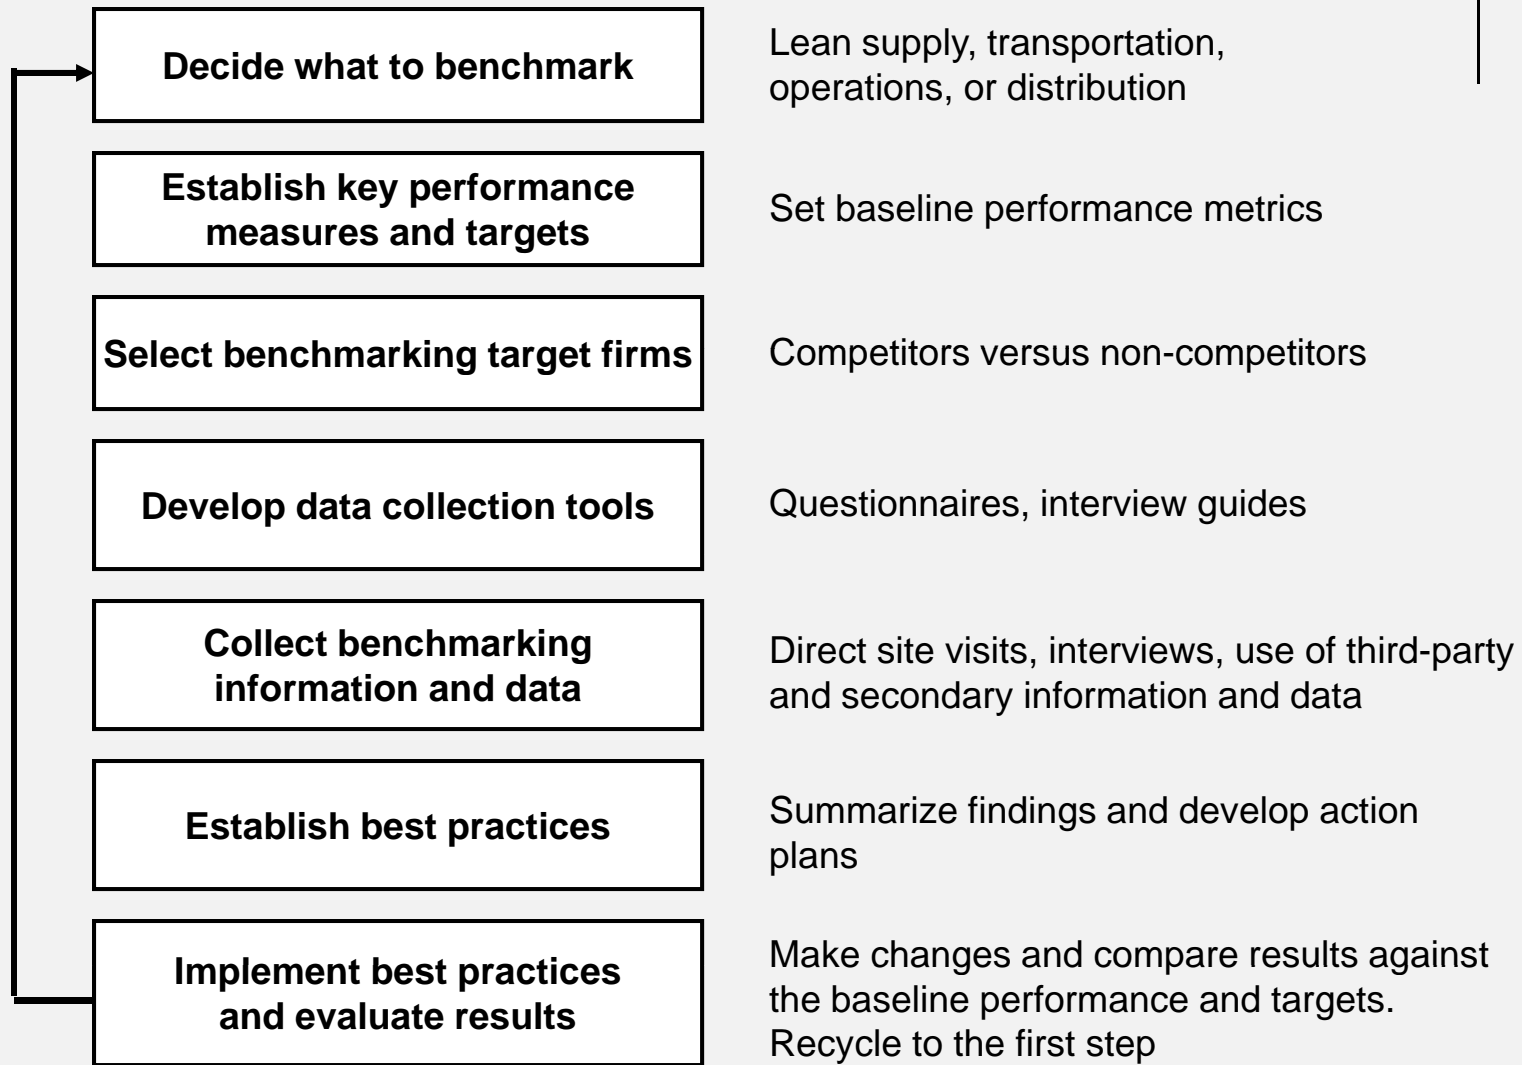 Decide what to benchmark
Lean supply, transportation,
operations, or distribution
Establish key performance
measures and targets
Set baseline performance metrics
Select benchmarking target firms
Competitors versus non-competitors
Develop data collection tools
Questionnaires, interview guides
Collect benchmarking
information and data
Direct site visits, interviews, use of third-party
and secondary information and data
Establish best practices
Summarize findings and develop action
plans
Implement best practices
and evaluate results
Make changes and compare results against
the baseline performance and targets.
Recycle to the first step